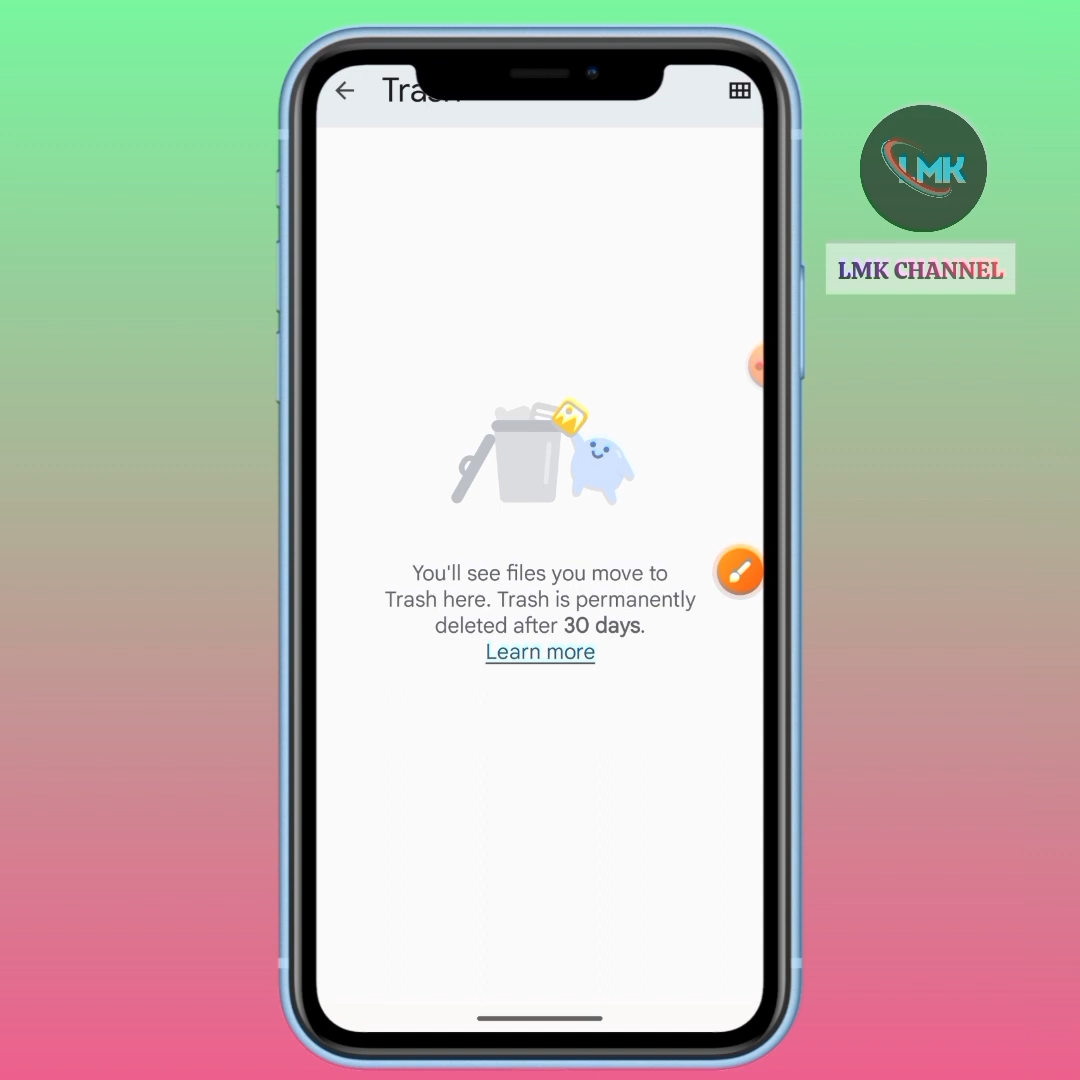 Trash
LMK
LMK CHANNEL
You'll see files you move to
Trash here. Trash is permanently
deleted after 30 days.
Learn more